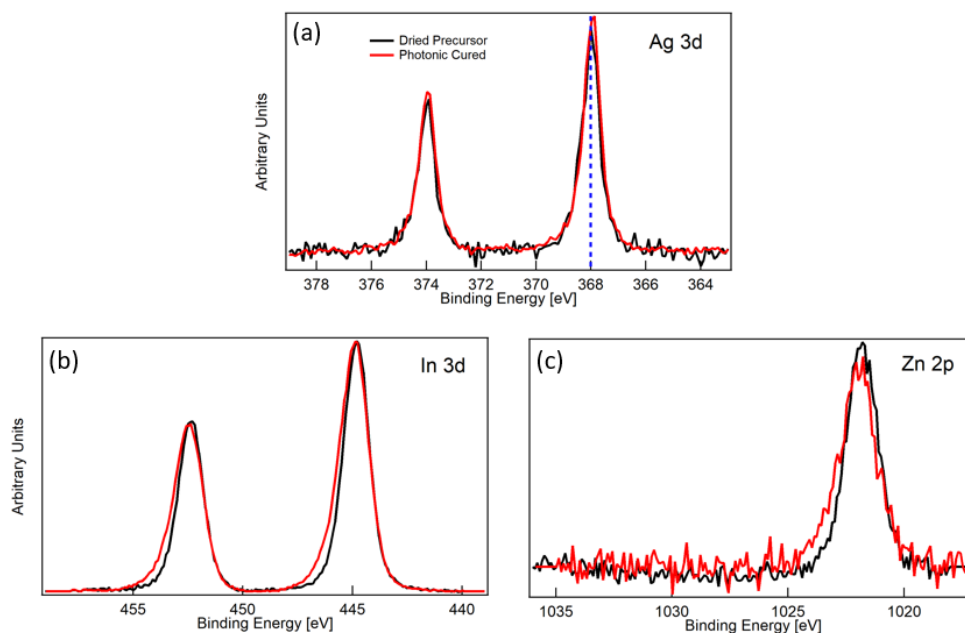 (a)
Dried Precursor
Photonic Cured
Ag 3d
Arbitrary Units
378 376 374 372 370 368 366 364
Binding Energy [eV]
(b)
In 3d
Arbitrary Units
455 450 445 440
Binding Energy [eV]
(c)
Zn 2p
1035 1030 1025 1020
Binding Energy [eV]